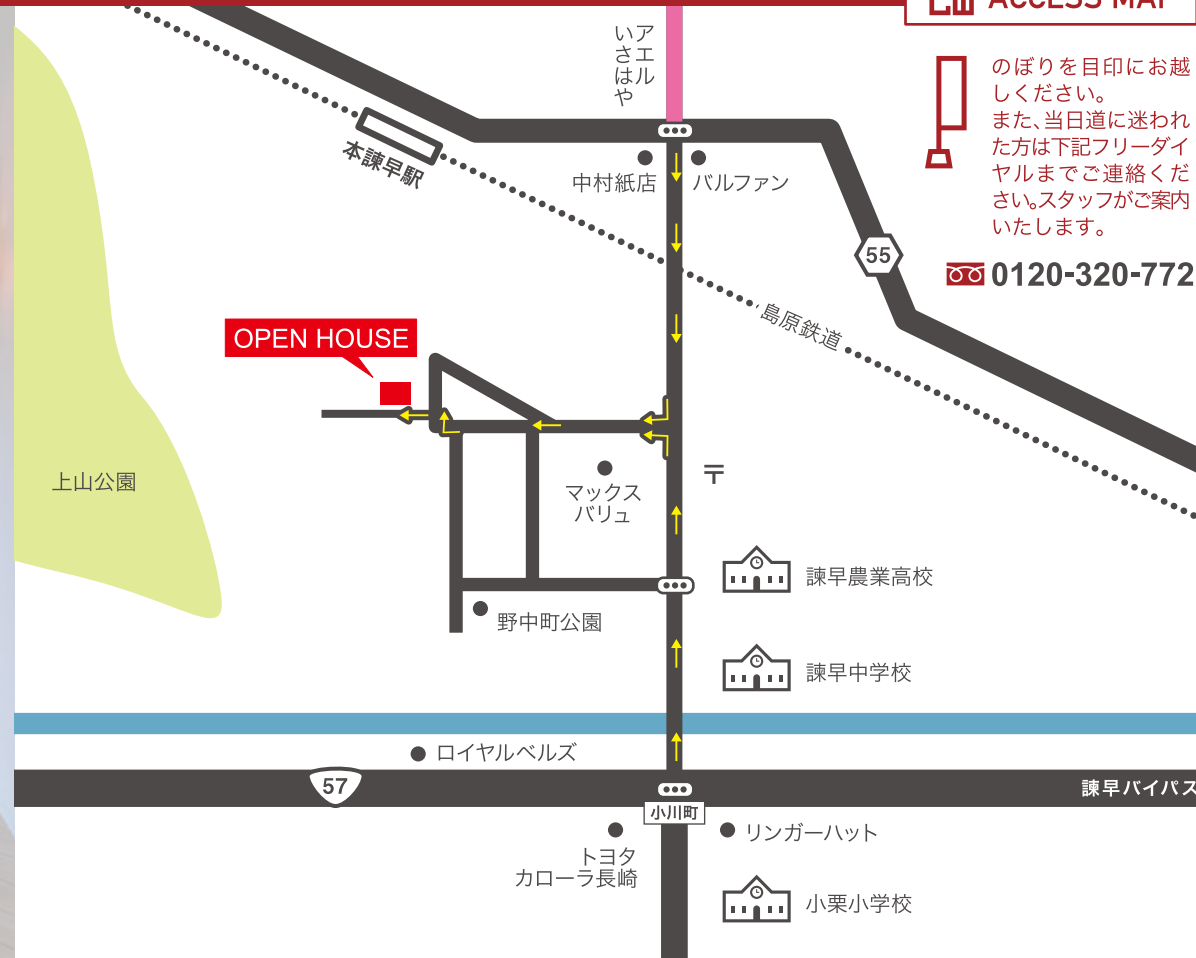 ACCESS MAP
のぼりを目印にお越
しください。
また、当日道に迷われ
た方は下記フリーダイ
ヤルまでご連絡くだ
さい。スタッフがご案内
いたします。
0120-320-772
アエル
いさはや
本諫早駅
中村紙店
バルファン
55
島原鉄道
OPEN HOUSE
上山公園
マックス
バリュ
〒
諫早農業高校
野中町公園
諫早中学校
ロイヤルベルズ
57
諫早バイパス
小川町
トヨタ
カローラ長崎
リンガーハット
小栗小学校